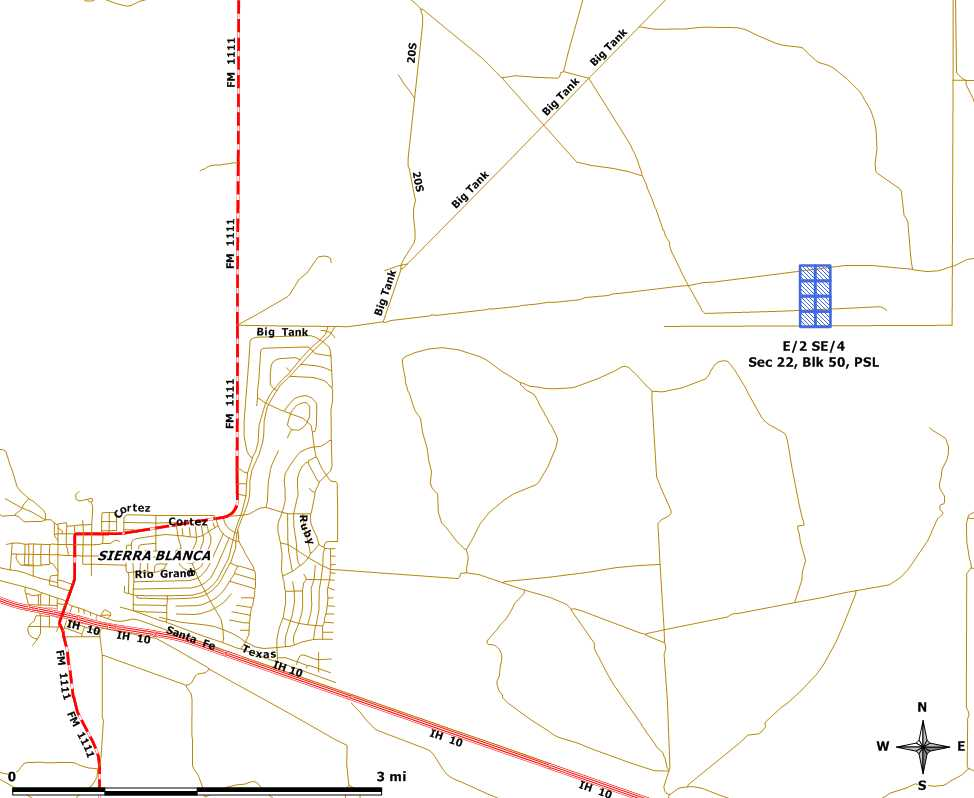 FM 1111
20S
Big Tank
Big Tank
20S
Big Tank
FM 1111
Big Tank
Big Tank
E/2 SE/4
Sec 22, Blk 50, PSL
FM 1111
Cortez
Cortez
Ruby
SIERRA BLANCA
Rio Grande
IH 10
IH 10
Santa Fe
Texas
IH 10
FM 1111
FM 1111
IH 10
IH 10
N
W
E
S
0
3 mi